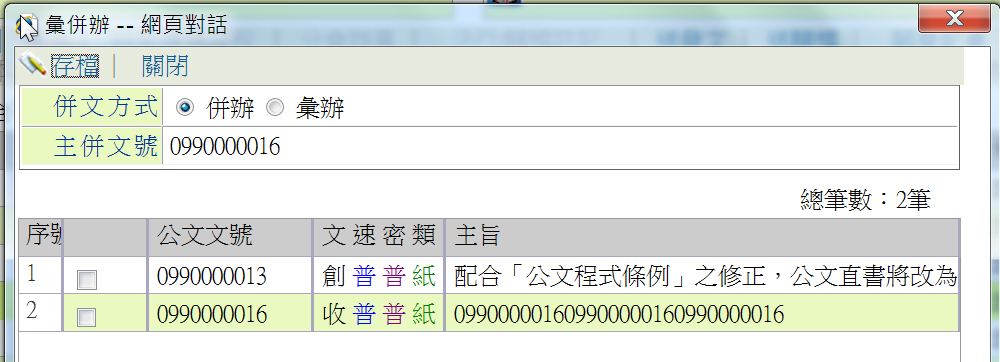 彙併辦 -- 網頁對話
存檔 | 關閉
併文方式 併辦 彙辦
主併文號 0990000016
總筆數：2筆
序號 公文文號 文 速 密 類 主旨
1 0990000013 創 普 普 紙 配合「公文程式條例」之修正，公文直書將改為
2 0990000016 收 普 普 紙 099000001609900000160990000016